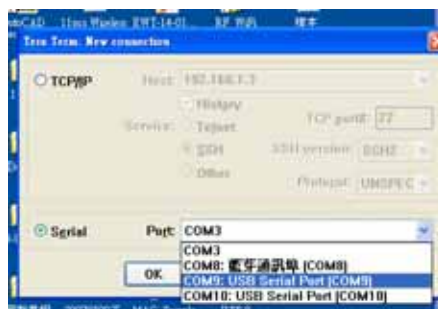 Tera Term: New connection
TCP/IP
Host: 192.168.1.1
History
Service: Telnet
TCP port#: 22
SSH
SSH version: SSH2
Other
Protocol: UNSPEC
Serial
Port: COM3
COM3
COM8: 藍芽通訊埠 (COM8)
COM9: USB Serial Port (COM9)
COM10: USB Serial Port (COM10)
OK